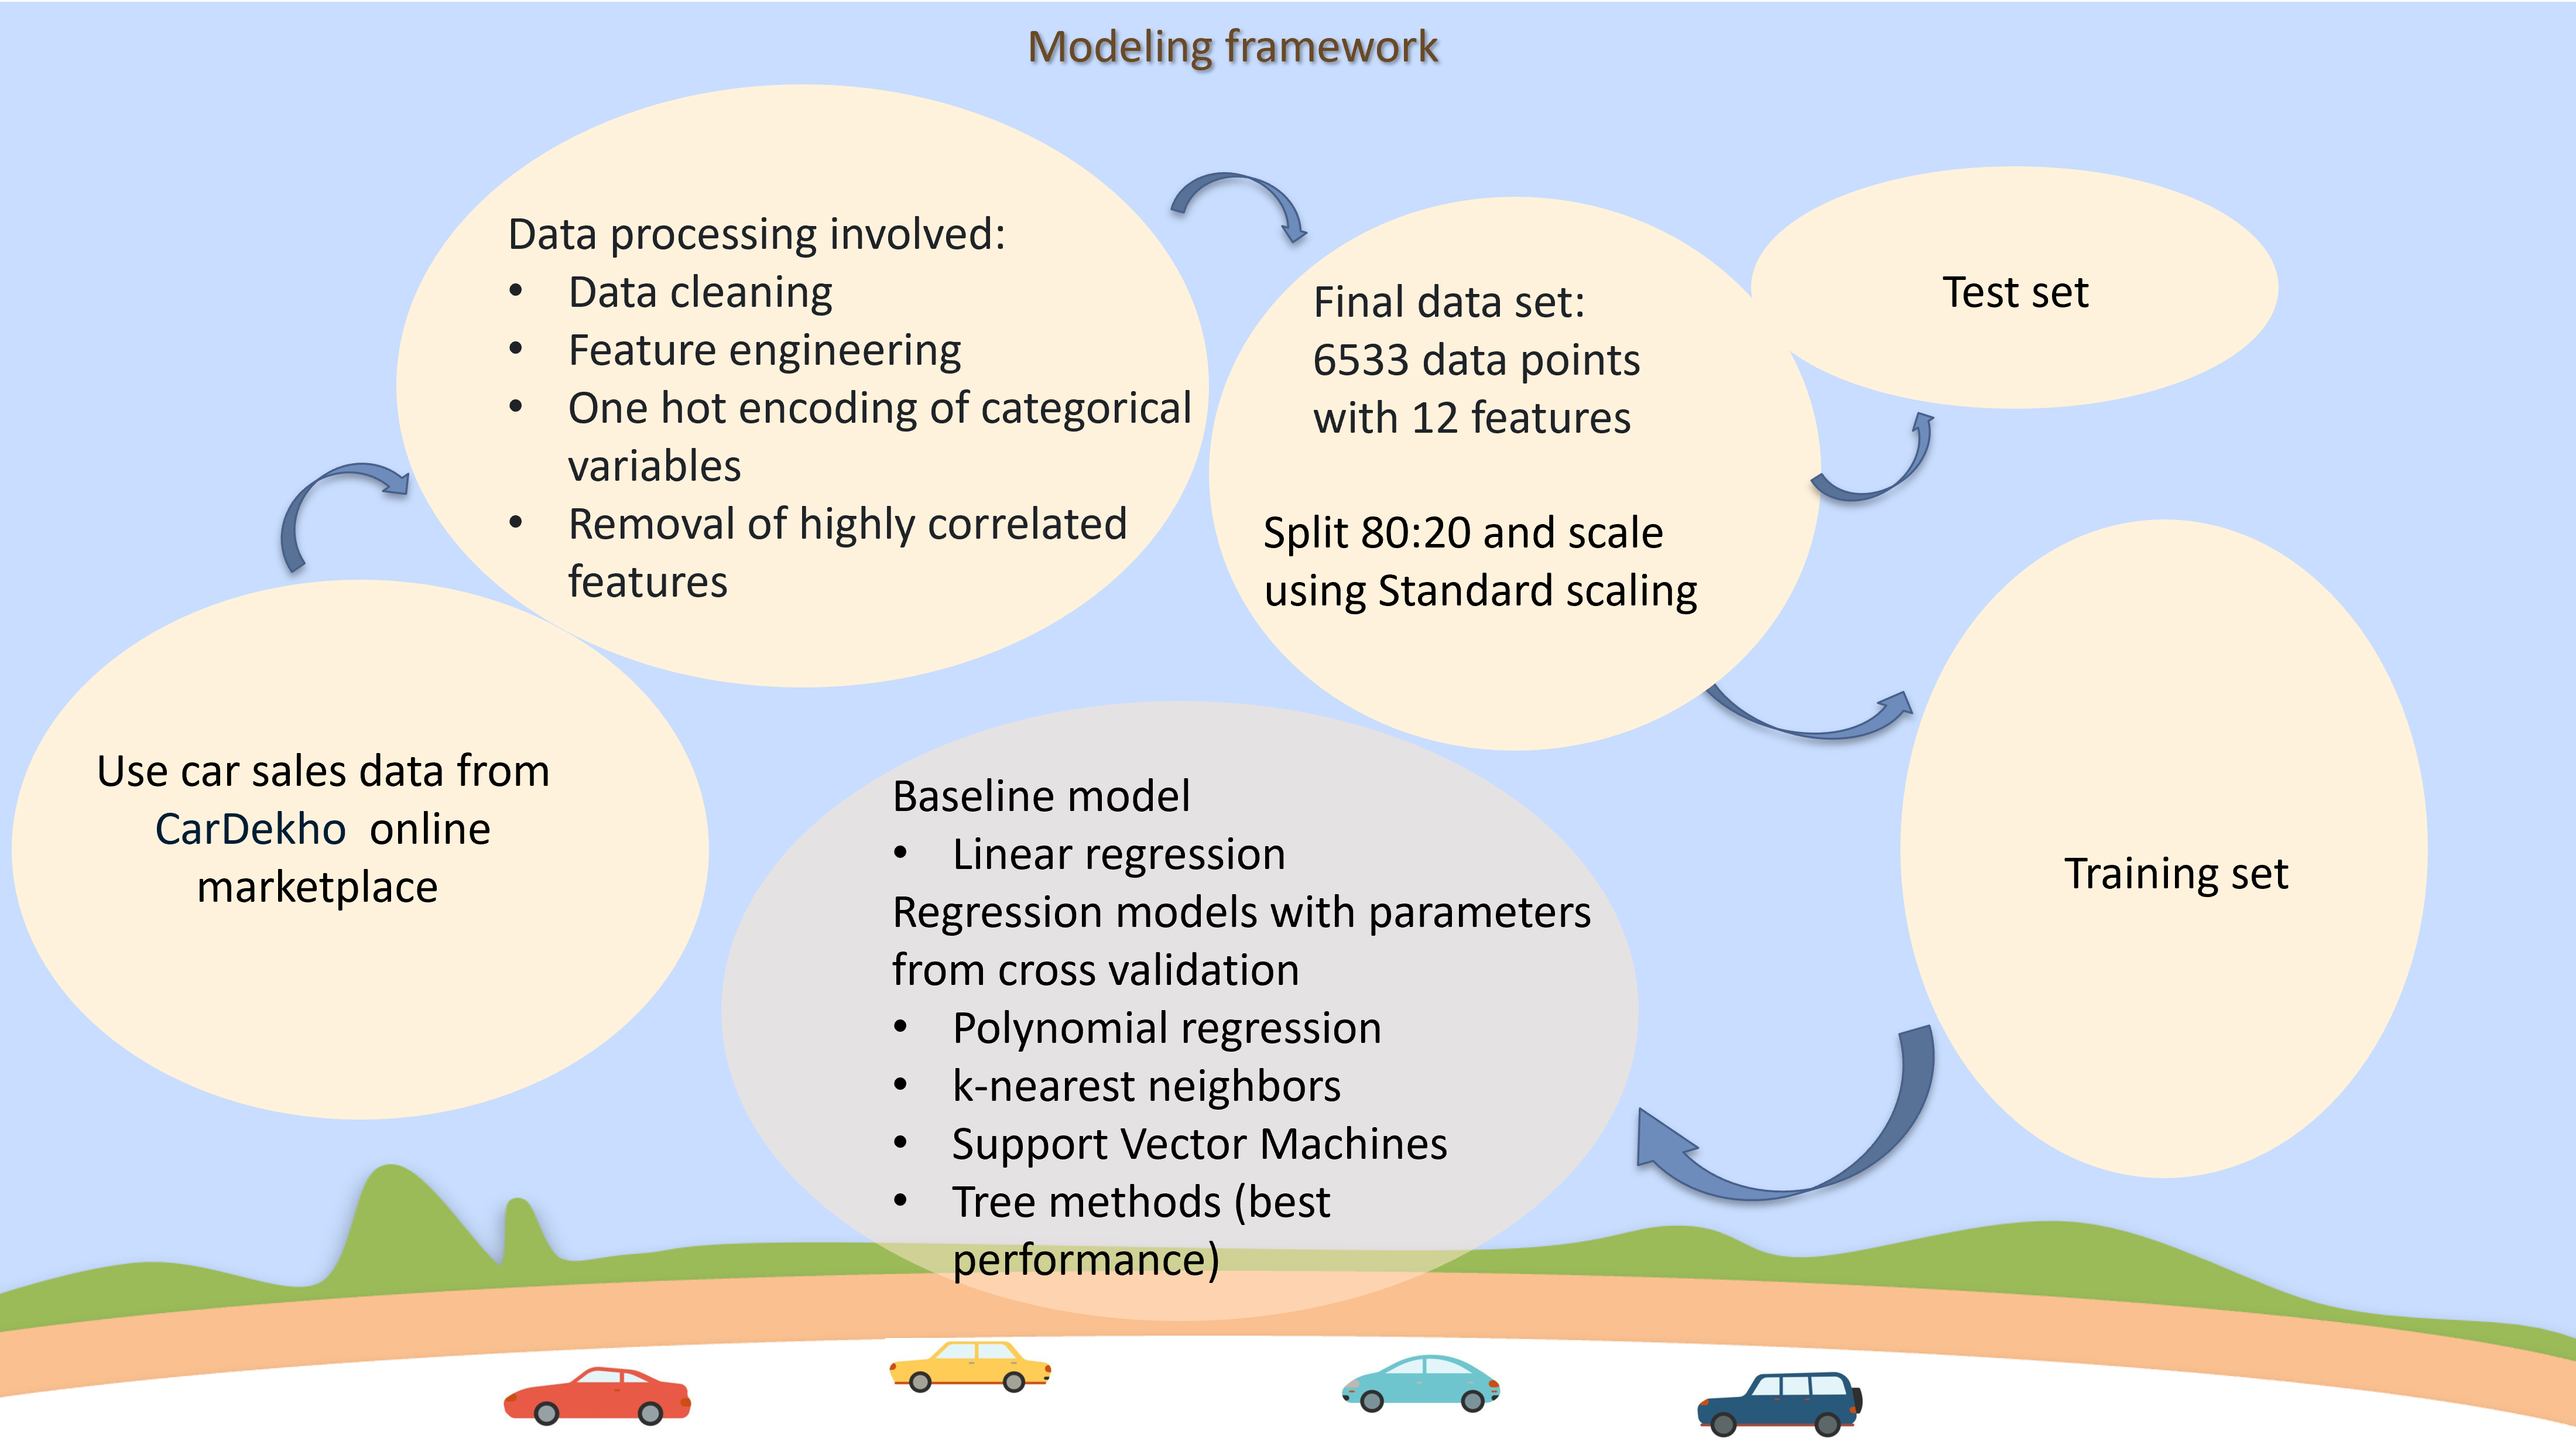 Modeling framework
Data processing involved:
• Data cleaning
• Feature engineering
• One hot encoding of categorical
variables
• Removal of highly correlated
features
Final data set:
6533 data points
with 12 features
Split 80:20 and scale
using Standard scaling
Test set
Training set
Use car sales data from
CarDekho online
marketplace
Baseline model
• Linear regression
Regression models with parameters
from cross validation
• Polynomial regression
• k-nearest neighbors
• Support Vector Machines
• Tree methods (best
performance)